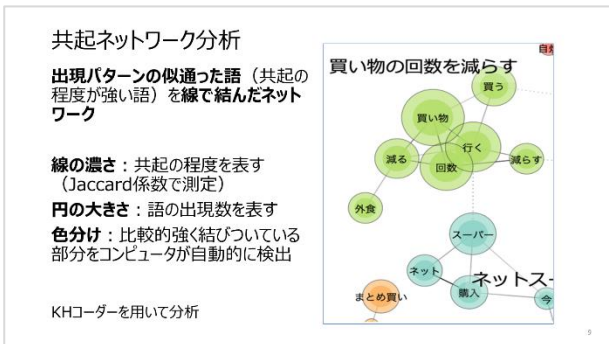 共起ネットワーク分析
出現パターンの似通った語（共起の
程度が強い語）を線で結んだネット
ワーク
線の濃さ：共起の程度を表す
（Jaccard係数で測定）
円の大きさ：語の出現数を表す
色分け：比較的強く結びついている
部分をコンピュータが自動的に検出
KHコーダーを用いて分析
買い物の回数を減らす
買う
買い物
行く
減る
回数
減らす
外食
スーパー
ネット
ネットス
まとめ買い
購入
今
5